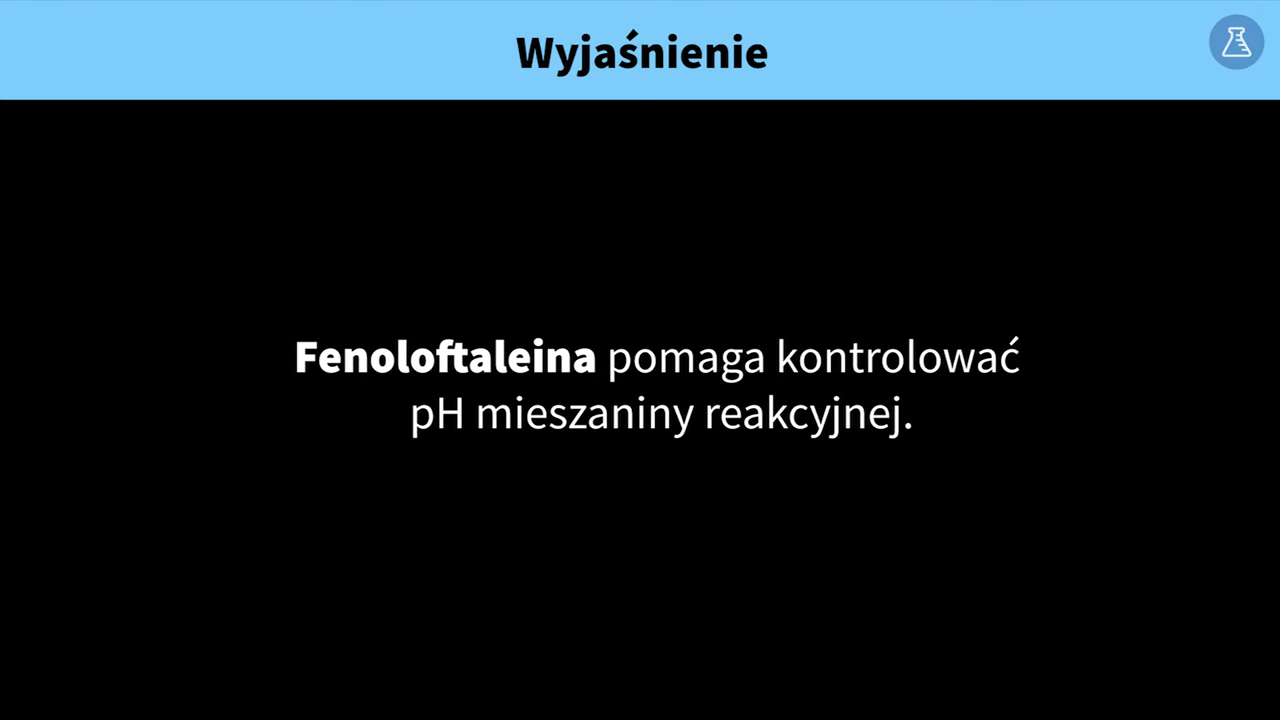 Wyjaśnienie
Fenoloftaleina pomaga kontrolować
pH mieszaniny reakcyjnej.